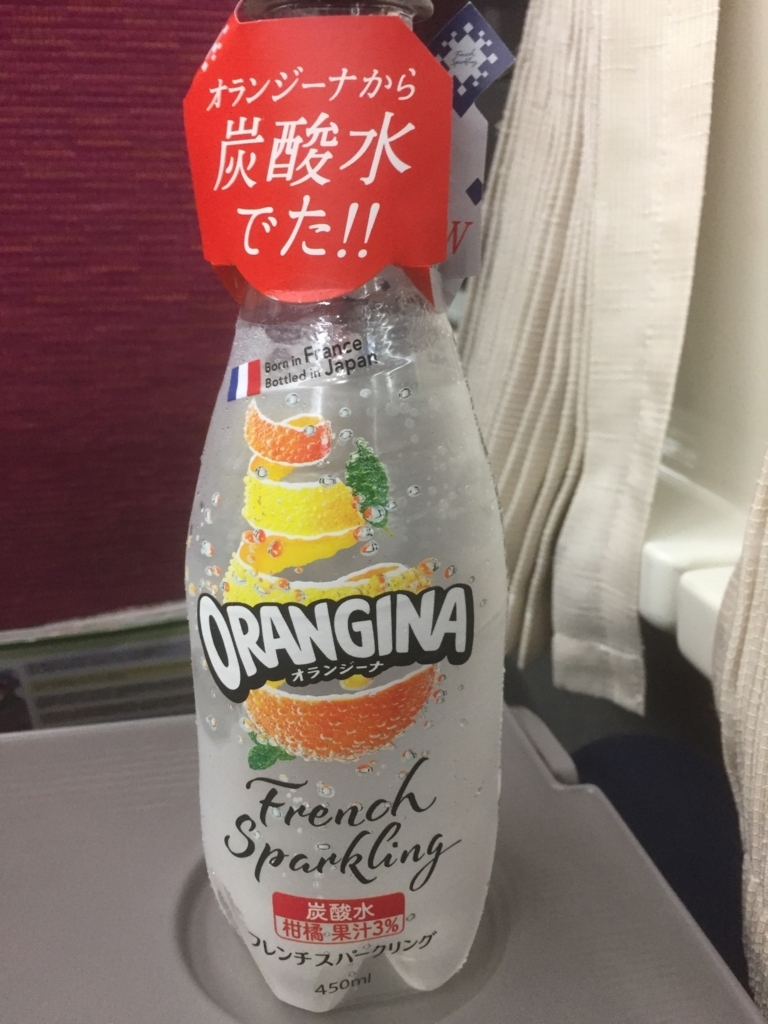 オランジーナから
炭酸水
でた!!
French
Sparkling
W
Born in France
Bottled in Japan
ORANGINA
オランジーナ
French
Sparkling
炭酸水
柑橘・果汁3%
フレンチスパークリング
450ml